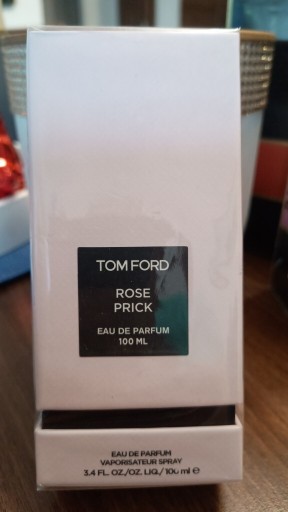 TOM FORD
ROSE
PRICK
EAU DE PARFUM
100 ML
EAU DE PARFUM
VAPORISATEUR SPRAY
3.4 FL. OZ./OZ. LIQ./100 ml ℮